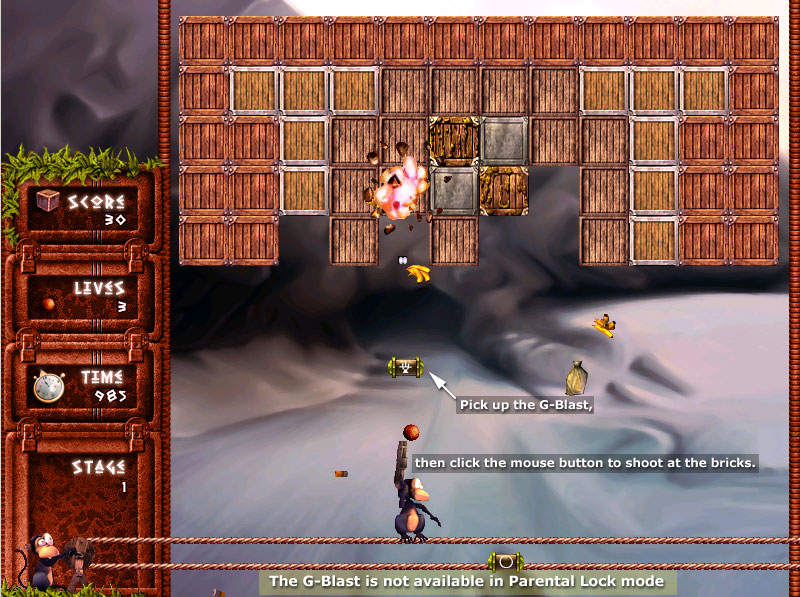 SCORE
30
LIVES
3
TIME
985
STAGE
1
Pick up the G-Blast,
then click the mouse button to shoot at the bricks.
The G-Blast is not available in Parental Lock mode